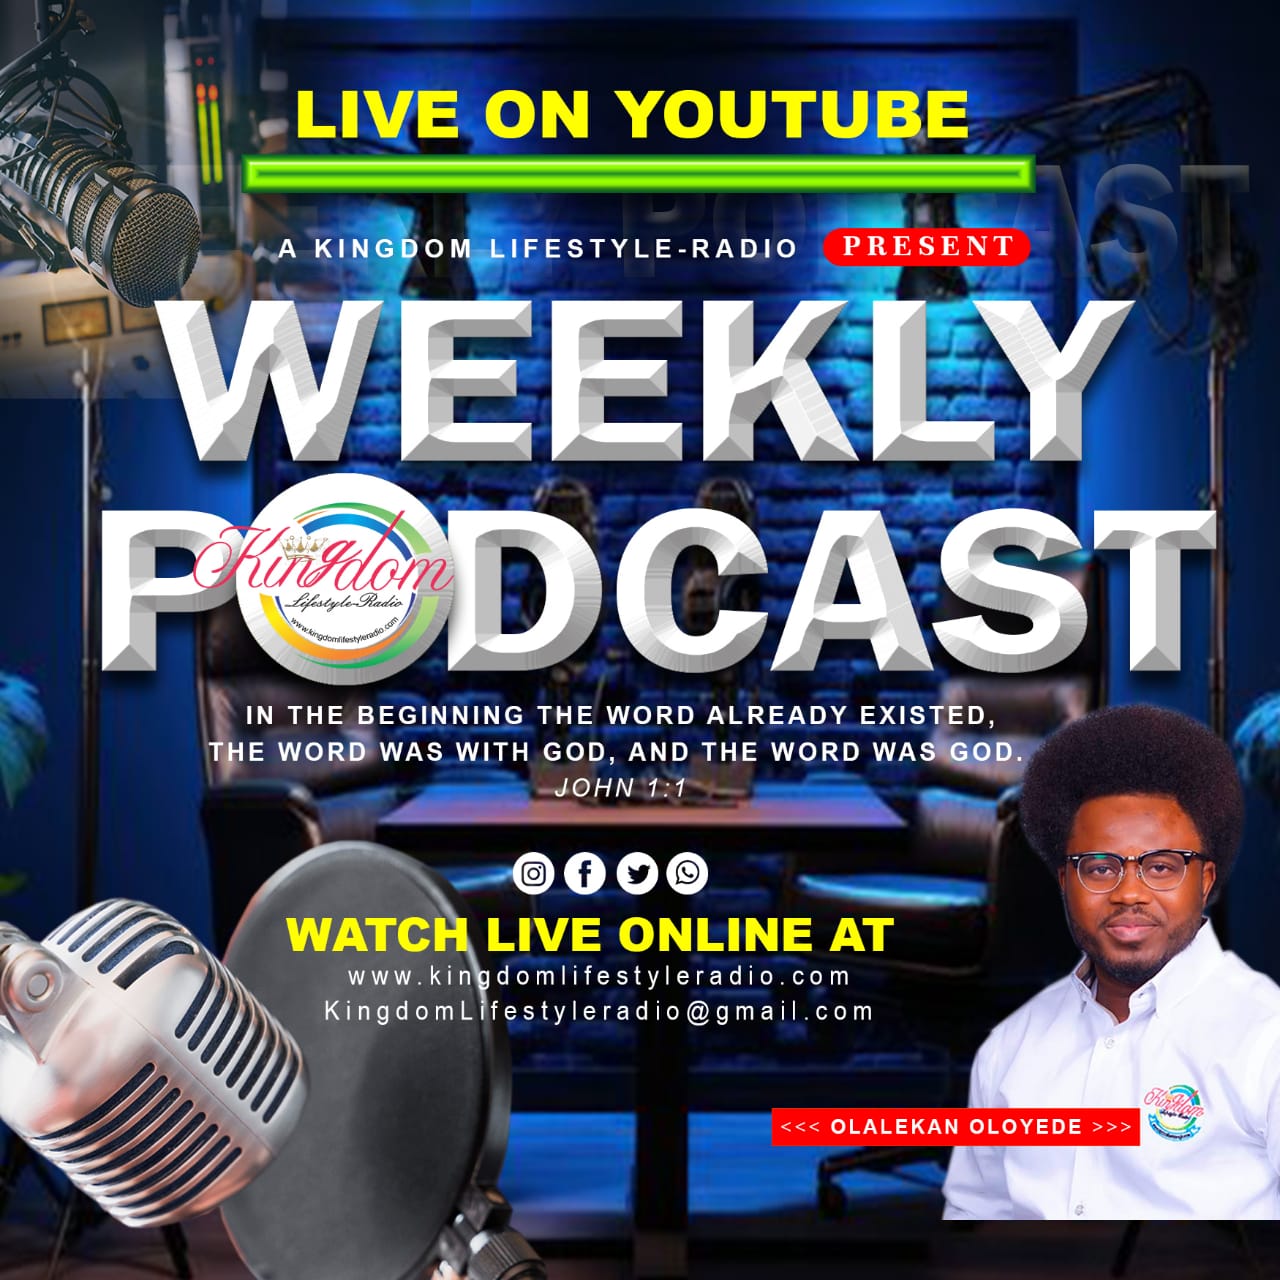 LIVE ON YOUTUBE
A KINGDOM LIFESTYLE-RADIO PRESENT
WEEKLY
PODCAST
Kingdom
Lifestyle-Radio
www.kingdomlifestyleradio.com
IN THE BEGINNING THE WORD ALREADY EXISTED,
THE WORD WAS WITH GOD, AND THE WORD WAS GOD.
JOHN 1:1
WATCH LIVE ONLINE AT
www.kingdomlifestyleradio.com
KingdomLifestyleradio@gmail.com
<<< OLALEKAN OLOYEDE >>>
Kingdom